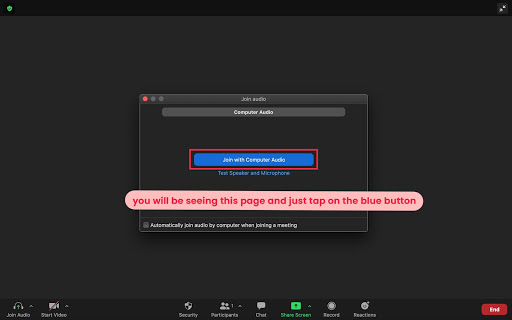 Join audio
Computer Audio
Join with Computer Audio
Test Speaker and Microphone
you will be seeing this page and just tap on the blue button
Automatically join audio by computer when joining a meeting
Join Audio
Start Video
Security
Participants
1
Chat
Share Screen
Record
Reactions
End